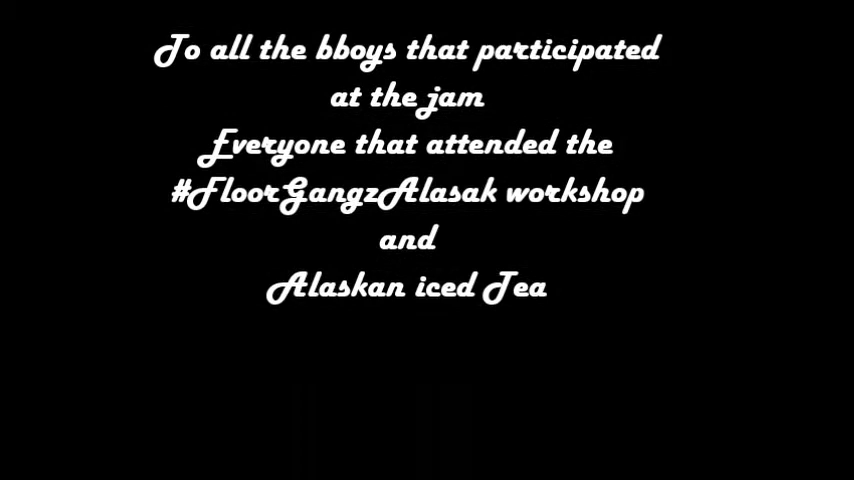 To all the bboys that participated
at the jam
Everyone that attended the
#FloorGangzAlasak workshop
and
Alaskan iced Tea